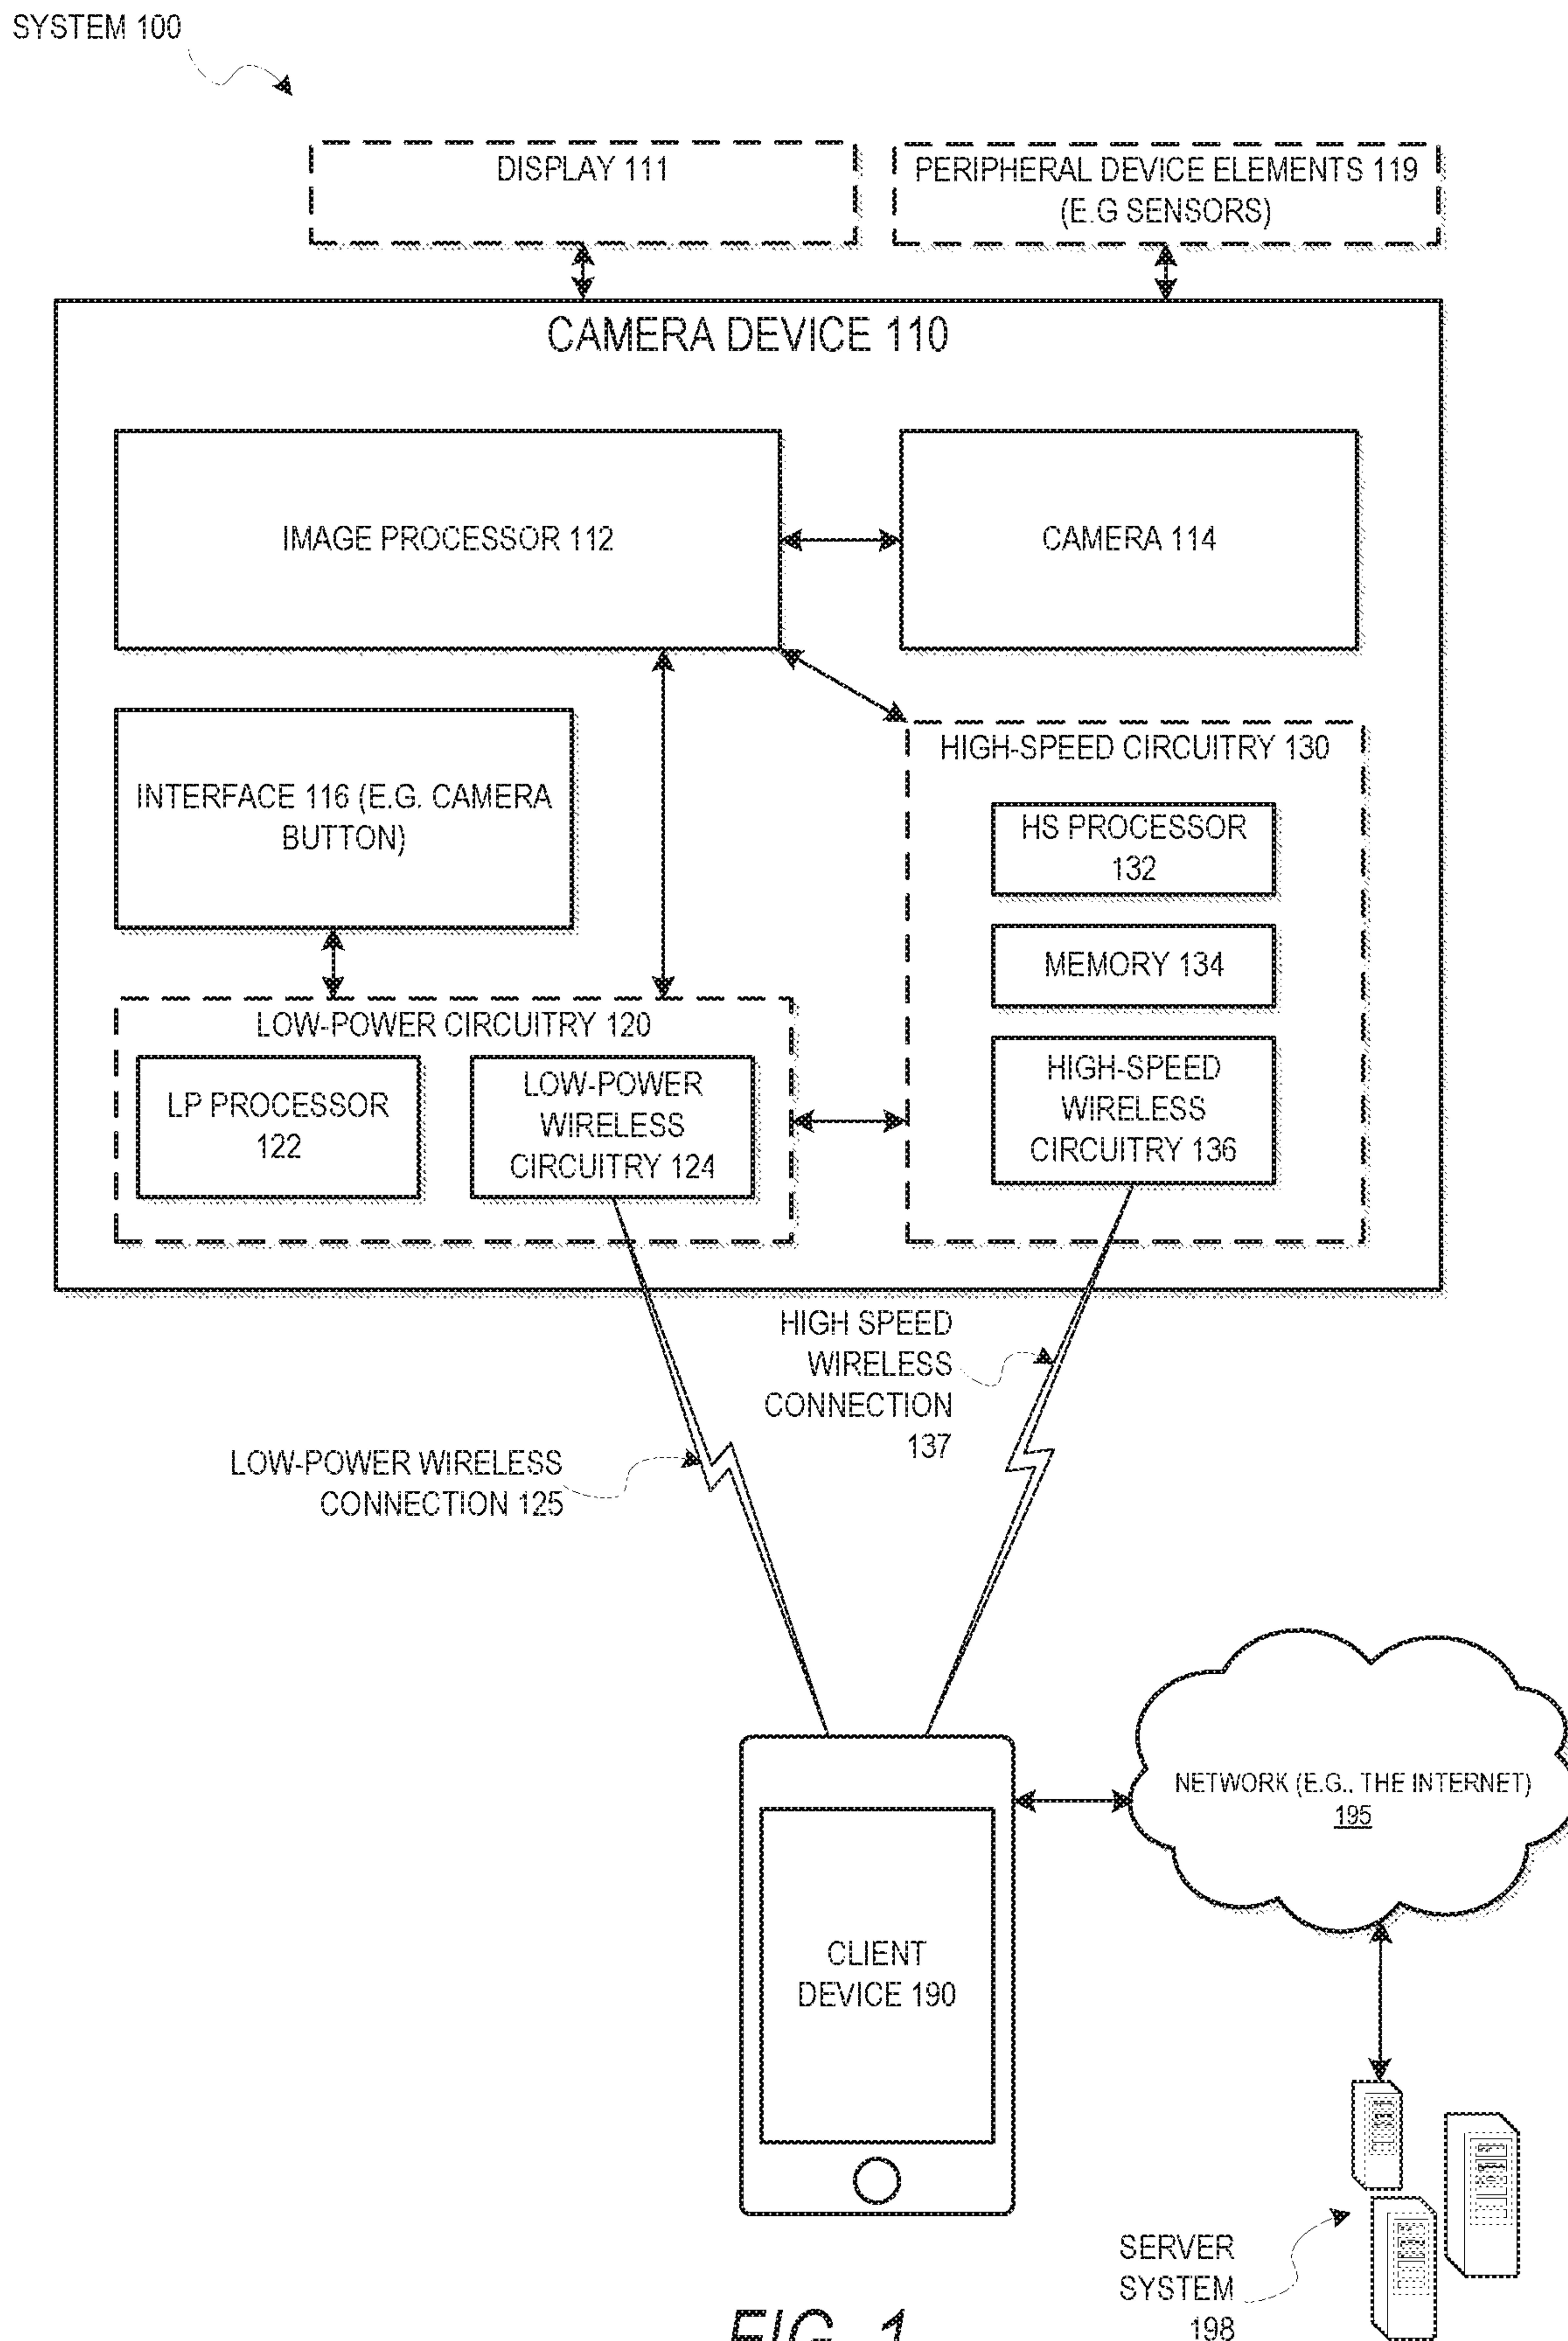 SYSTEM 100
DISPLAY 111
PERIPHERAL DEVICE ELEMENTS 119
(E.G SENSORS)
CAMERA DEVICE 110
IMAGE PROCESSOR 112
CAMERA 114
INTERFACE 116 (E.G. CAMERA
BUTTON)
HIGH-SPEED CIRCUITRY 130
HS PROCESSOR
132
MEMORY 134
HIGH-SPEED
WIRELESS
CIRCUITRY 136
LOW-POWER CIRCUITRY 120
LP PROCESSOR
122
LOW-POWER
WIRELESS
CIRCUITRY 124
HIGH SPEED
WIRELESS
CONNECTION
137
LOW-POWER WIRELESS
CONNECTION 125
NETWORK (E.G., THE INTERNET)
195
CLIENT
DEVICE 190
SERVER
SYSTEM
198
FIG. 1